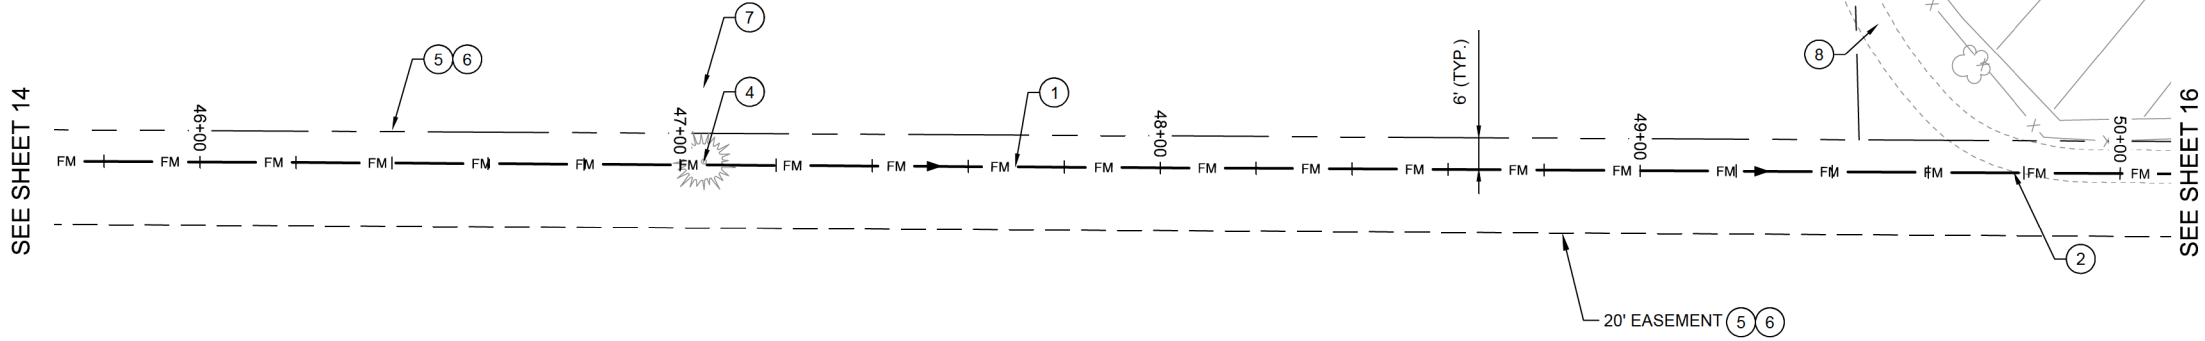 SEE SHEET 14
5 6
46+00
7
4
47+00
1
48+00
6' (TYP.)
49+00
8
50+00
SEE SHEET 16
FM FM FM FM FM FM FM FM FM FM FM FM FM FM FM FM FM FM FM FM FM
2
20' EASEMENT 5 6